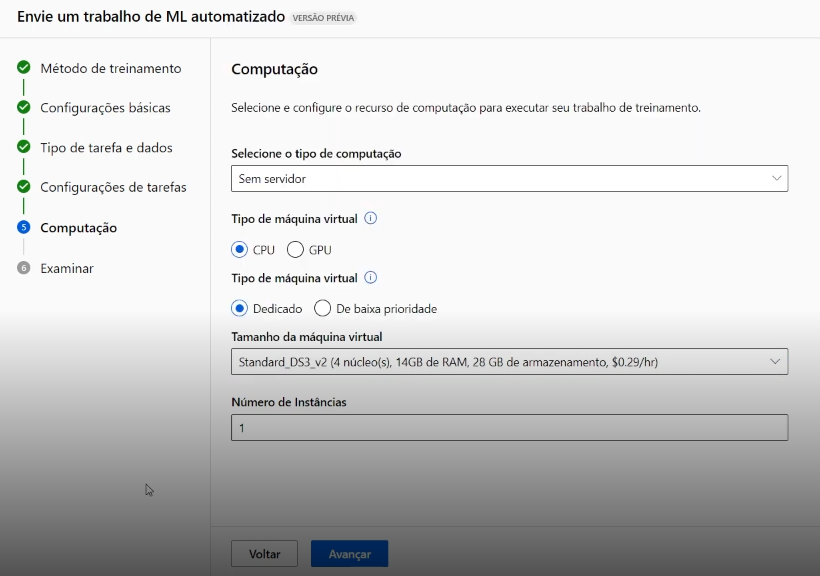 Envie um trabalho de ML automatizado VERSÃO PRÉVIA
Método de treinamento
Configurações básicas
Tipo de tarefa e dados
Configurações de tarefas
5 Computação
6 Examinar
Computação
Selecione e configure o recurso de computação para executar seu trabalho de treinamento.
Selecione o tipo de computação
Sem servidor
Tipo de máquina virtual
CPU GPU
Tipo de máquina virtual
Dedicado De baixa prioridade
Tamanho da máquina virtual
Standard_DS3_v2 (4 núcleo(s), 14GB de RAM, 28 GB de armazenamento, $0.29/hr)
Número de Instâncias
1
Voltar Avançar